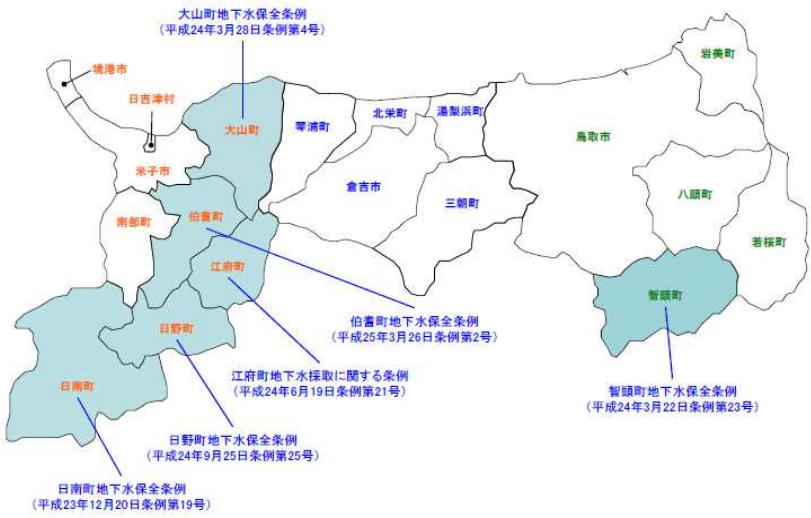 大山町地下水保全条例
（平成24年3月28日条例第4号）
境港市
日吉津村
大山町
米子市
琴浦町
北栄町
湯梨浜町
岩美町
鳥取市
倉吉市
三朝町
八頭町
若桜町
南部町
伯耆町
江府町
智頭町
日野町
日南町
伯耆町地下水保全条例
（平成25年3月26日条例第2号）
江府町地下水採取に関する条例
（平成24年6月19日条例第21号）
智頭町地下水保全条例
（平成24年3月22日条例第23号）
日野町地下水保全条例
（平成24年9月25日条例第25号）
日南町地下水保全条例
（平成23年12月20日条例第19号）